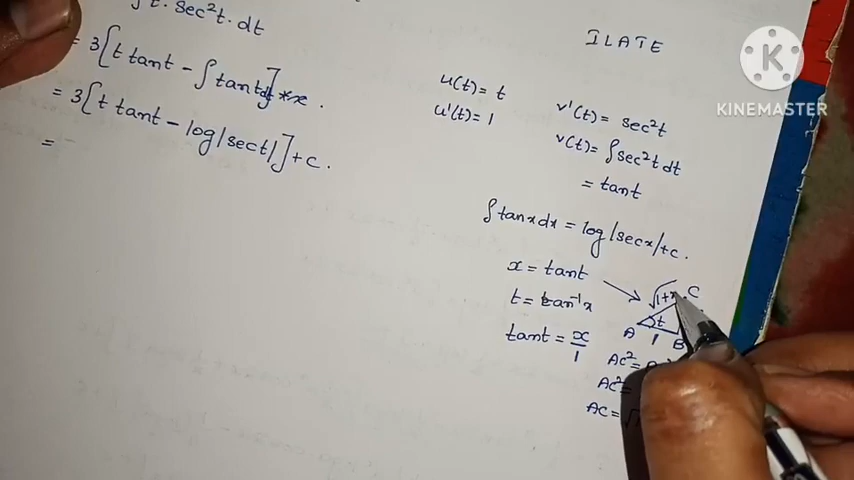 ∫t. sec²t. dt
= 3[t tant - ∫tant dt] + x .
= 3[t tant - log|sect|] + c .
=
ILATE
u(t) = t
u'(t) = 1
v'(t) = sec²t
v(t) = ∫sec²t dt
= tant
∫tanx dx = log|secx| + c.
x = tant
t = tan⁻¹x
tant = x/1
√1+x
C
t
A 1 B
AC² =
AC² =
AC = √
K
KINEMASTER